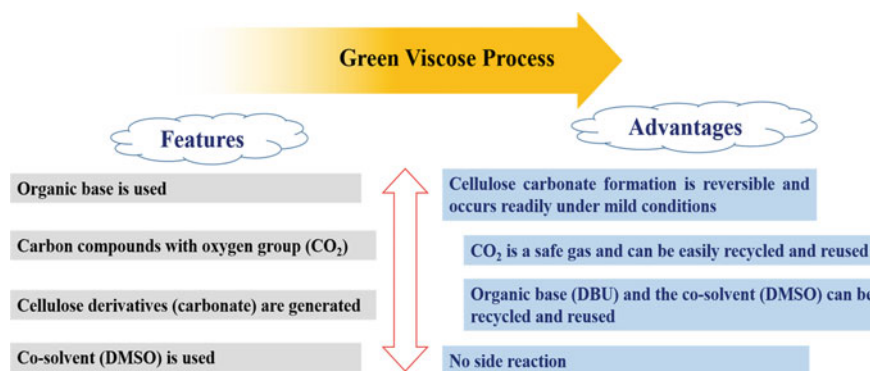 Green Viscose Process
Features
Advantages
Organic base is used
Carbon compounds with oxygen group (CO₂)
Cellulose derivatives (carbonate) are generated
Co-solvent (DMSO) is used
Cellulose carbonate formation is reversible and
occurs readily under mild conditions
CO₂ is a safe gas and can be easily recycled and reused
Organic base (DBU) and the co-solvent (DMSO) can be
recycled and reused
No side reaction